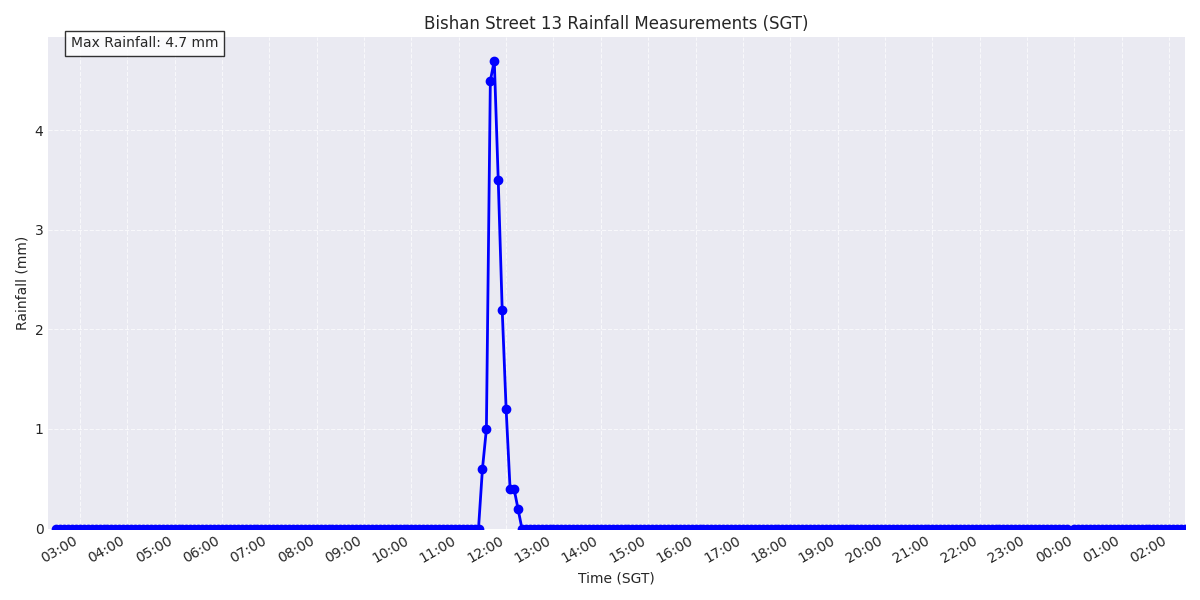 Bishan Street 13 Rainfall Measurements (SGT)
Max Rainfall: 4.7 mm
Rainfall (mm)
4
3
2
1
0
03:00 04:00 05:00 06:00 07:00 08:00 09:00 10:00 11:00 12:00 13:00 14:00 15:00 16:00 17:00 18:00 19:00 20:00 21:00 22:00 23:00 00:00 01:00 02:00
Time (SGT)